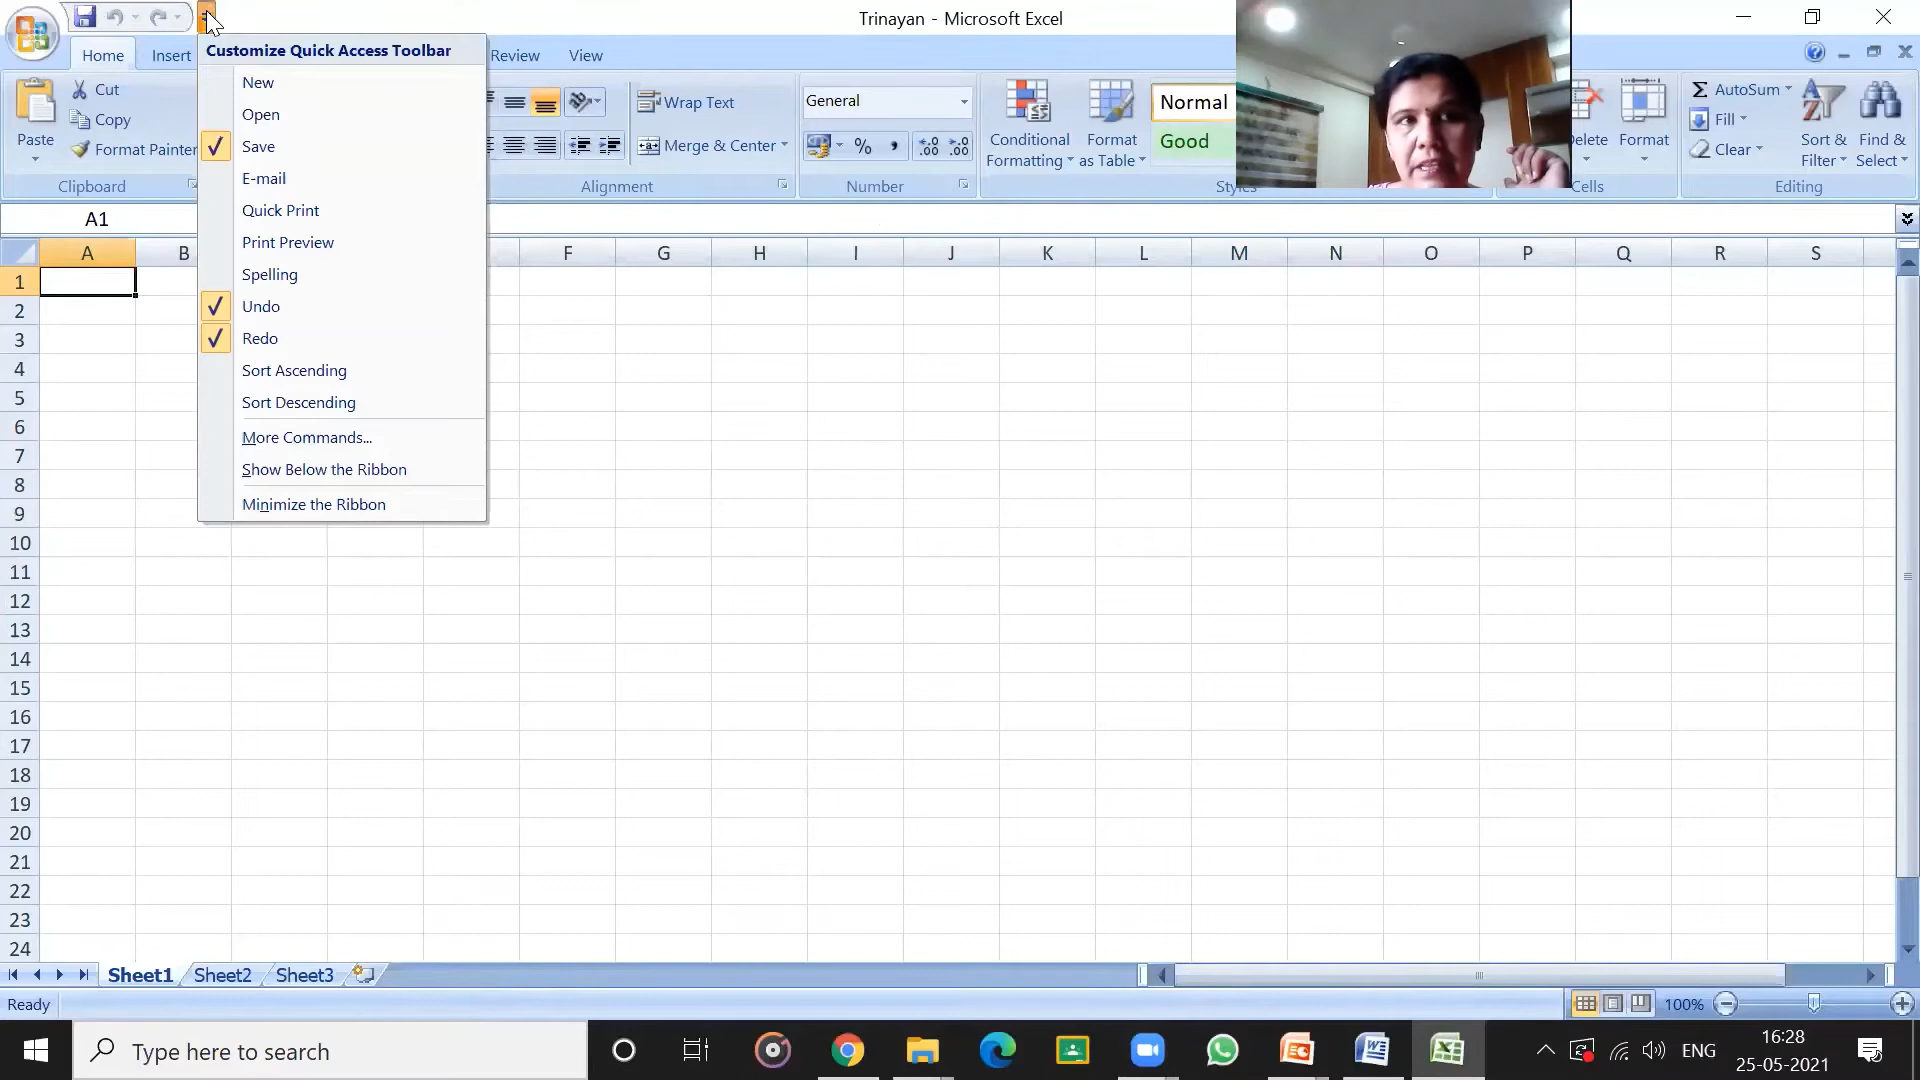 Trinayan - Microsoft Excel
Customize Quick Access Toolbar
New
Open
Save
E-mail
Quick Print
Print Preview
Spelling
Undo
Redo
Sort Ascending
Sort Descending
More Commands...
Show Below the Ribbon
Minimize the Ribbon
Home Insert Review View
Cut
Copy
Format Painter
Paste
Clipboard
Wrap Text
Merge & Center
Alignment
General
%
Number
Conditional Formatting
Format as Table
Normal
Good
Styles
Delete
Format
Cells
Σ AutoSum
Fill
Clear
Sort & Filter
Find & Select
Editing
A1
A B F G H I J K L M N O P Q R S
1
2
3
4
5
6
7
8
9
10
11
12
13
14
15
16
17
18
19
20
21
22
23
24
Sheet1 Sheet2 Sheet3
Ready
100%
Type here to search
ENG
16:28
25-05-2021